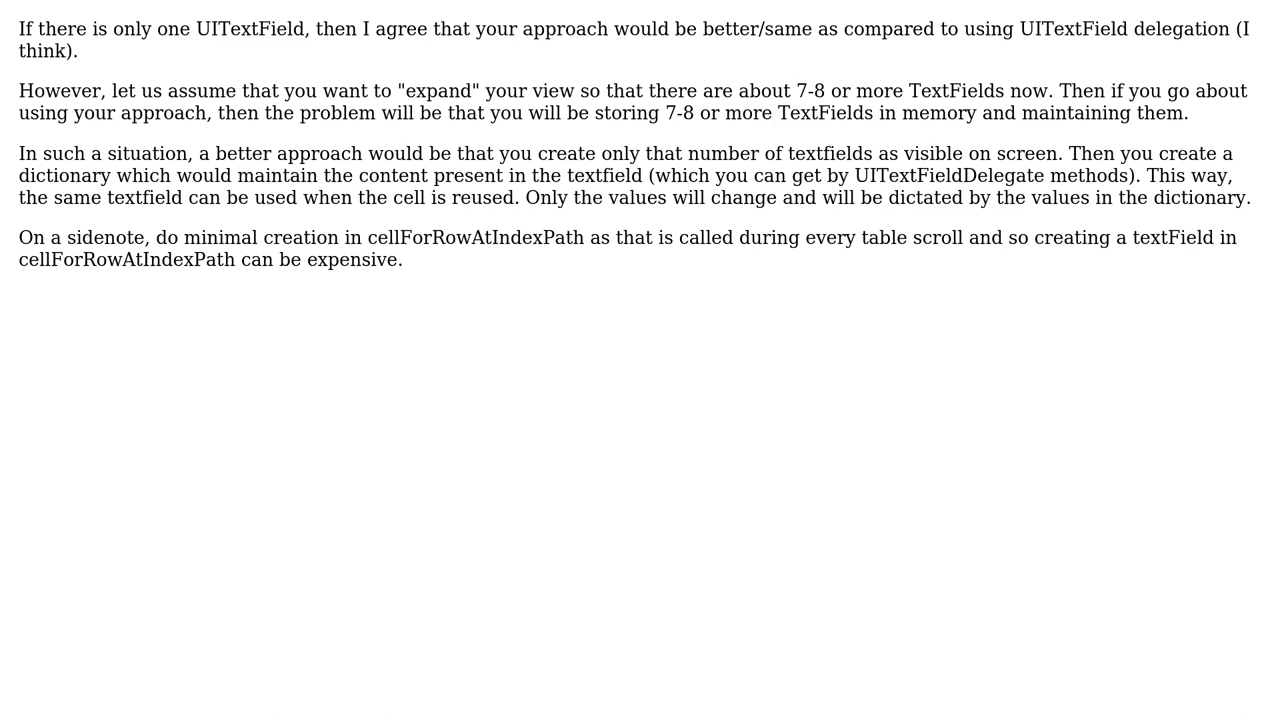 If there is only one UITextField, then I agree that your approach would be better/same as compared to using UITextField delegation (I
think).
However, let us assume that you want to "expand" your view so that there are about 7-8 or more TextFields now. Then if you go about
using your approach, then the problem will be that you will be storing 7-8 or more TextFields in memory and maintaining them.
In such a situation, a better approach would be that you create only that number of textfields as visible on screen. Then you create a
dictionary which would maintain the content present in the textfield (which you can get by UITextFieldDelegate methods). This way,
the same textfield can be used when the cell is reused. Only the values will change and will be dictated by the values in the dictionary.
On a sidenote, do minimal creation in cellForRowAtIndexPath as that is called during every table scroll and so creating a textField in
cellForRowAtIndexPath can be expensive.